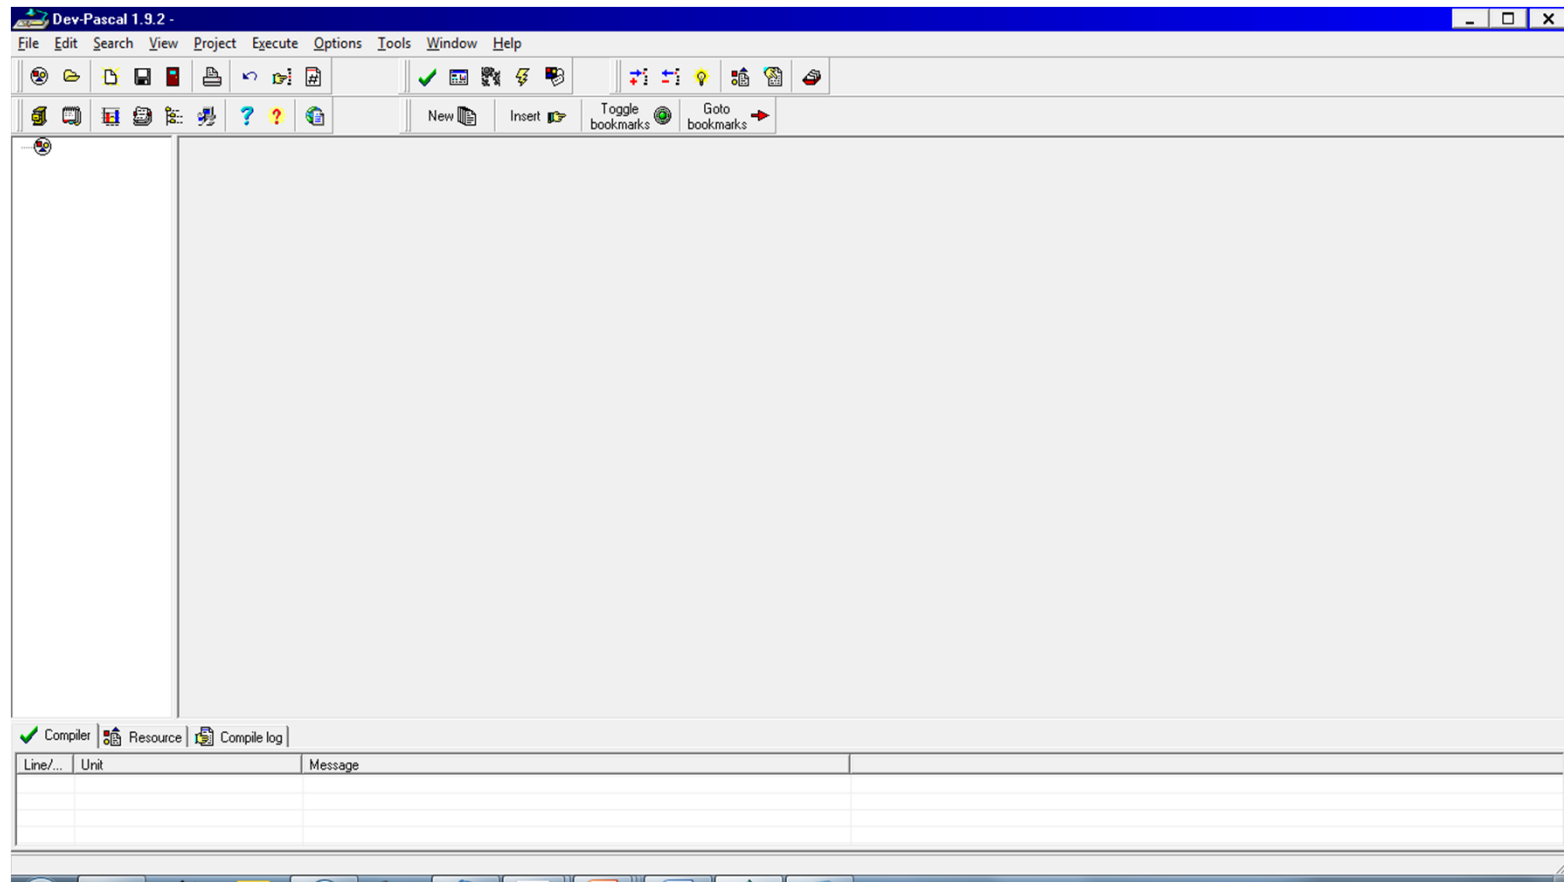 Dev-Pascal 1.9.2 -
File Edit Search View Project Execute Options Tools Window Help
New Insert Toggle bookmarks Goto bookmarks
Compiler Resource Compile log
Line/... Unit Message